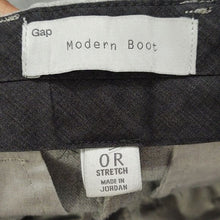 Gap
Modern Boot
0R
STRETCH
MADE IN
JORDAN